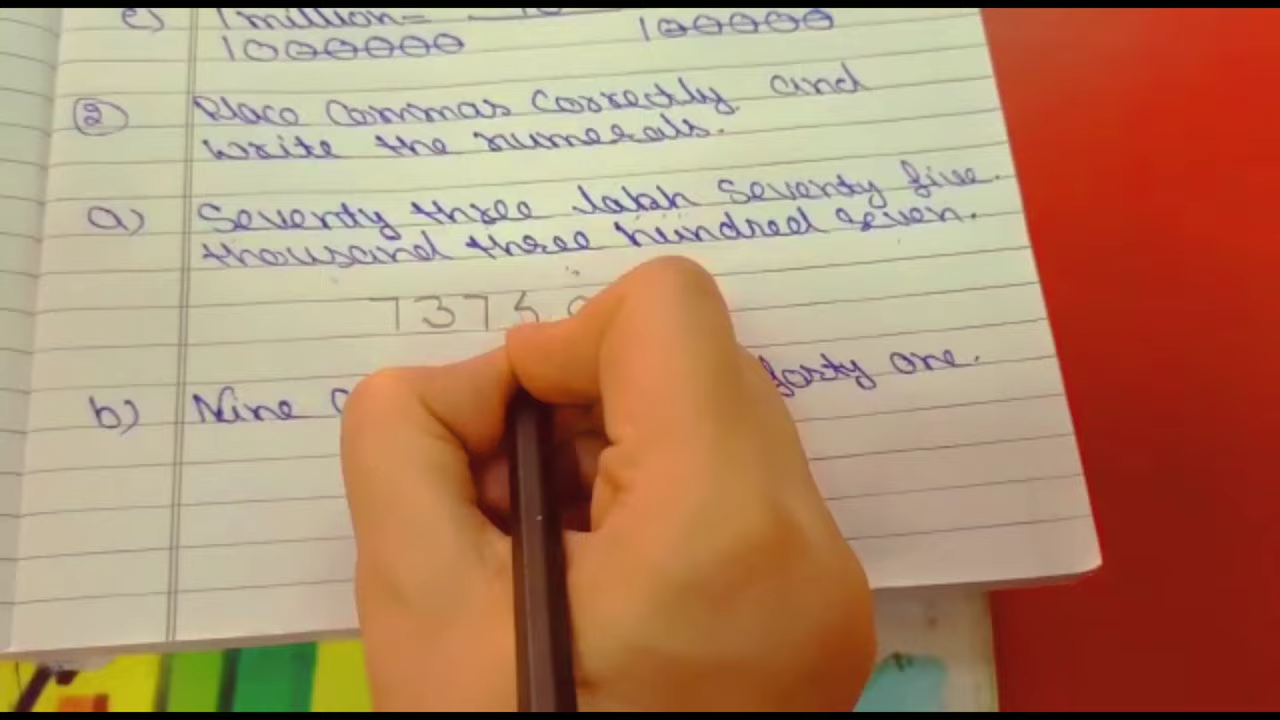 e) 1 million =
1000000 100000
② Place Commas Correctly and
write the numerals.
a) Seventy three lakh Seventy five
thousand three hundred seven.
7375
b) Nine forty one.